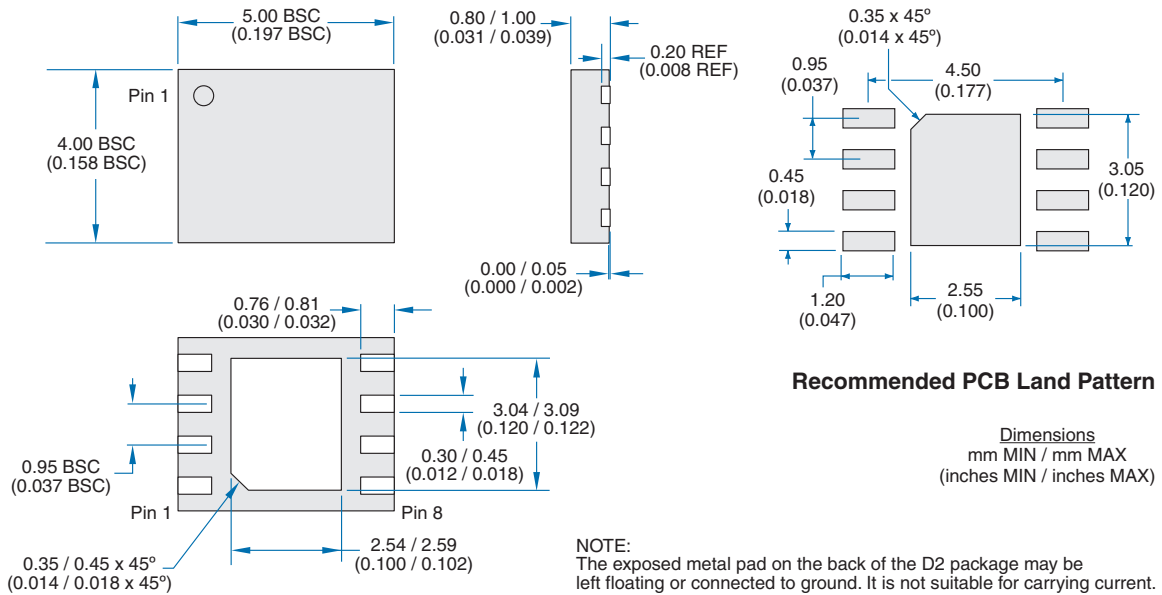 5.00 BSC
(0.197 BSC)
Pin 1
4.00 BSC
(0.158 BSC)
0.80 / 1.00
(0.031 / 0.039)
0.20 REF
(0.008 REF)
0.00 / 0.05
(0.000 / 0.002)
0.35 x 45º
(0.014 x 45º)
0.95
(0.037)
4.50
(0.177)
0.45
(0.018)
3.05
(0.120)
1.20
(0.047)
2.55
(0.100)
Recommended PCB Land Pattern
0.76 / 0.81
(0.030 / 0.032)
3.04 / 3.09
(0.120 / 0.122)
0.30 / 0.45
(0.012 / 0.018)
0.95 BSC
(0.037 BSC)
Pin 1
Pin 8
0.35 / 0.45 x 45º
(0.014 / 0.018 x 45º)
2.54 / 2.59
(0.100 / 0.102)
Dimensions
mm MIN / mm MAX
(inches MIN / inches MAX)
NOTE:
The exposed metal pad on the back of the D2 package may be
left floating or connected to ground. It is not suitable for carrying current.